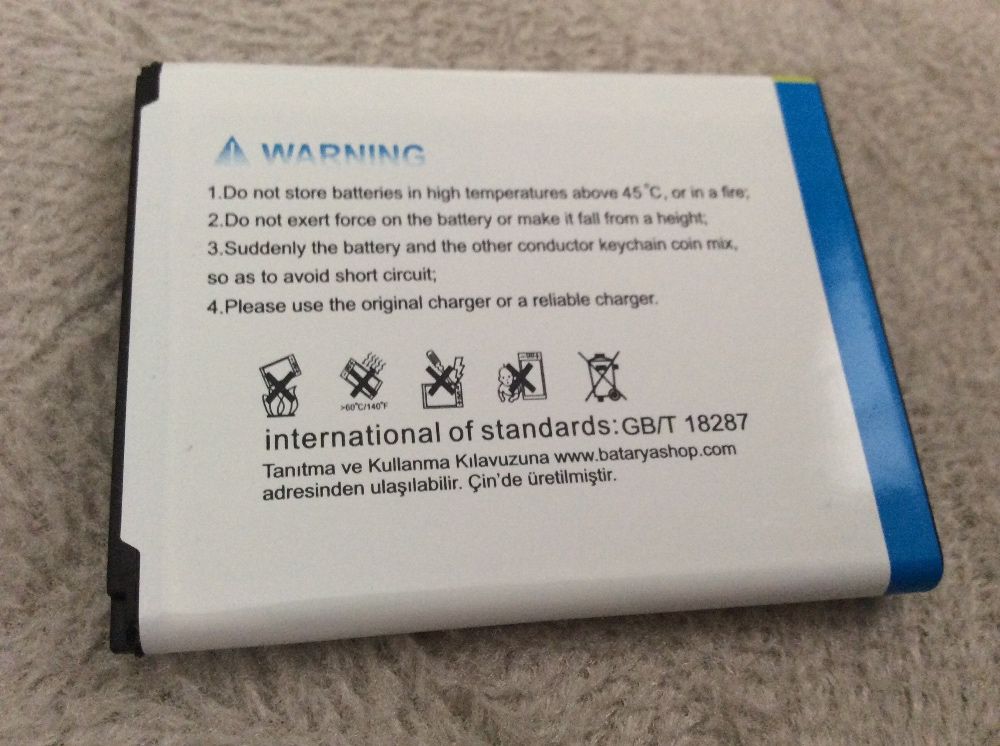 WARNING
1.Do not store batteries in high temperatures above 45°C, or in a fire;
2.Do not exert force on the battery or make it fall from a height;
3.Suddenly the battery and the other conductor keychain coin mix,
so as to avoid short circuit;
4.Please use the original charger or a reliable charger.
>60°C/140°F
international of standards:GB/T 18287
Tanıtma ve Kullanma Kılavuzuna www.bataryashop.com
adresinden ulaşılabilir. Çin'de üretilmiştir.